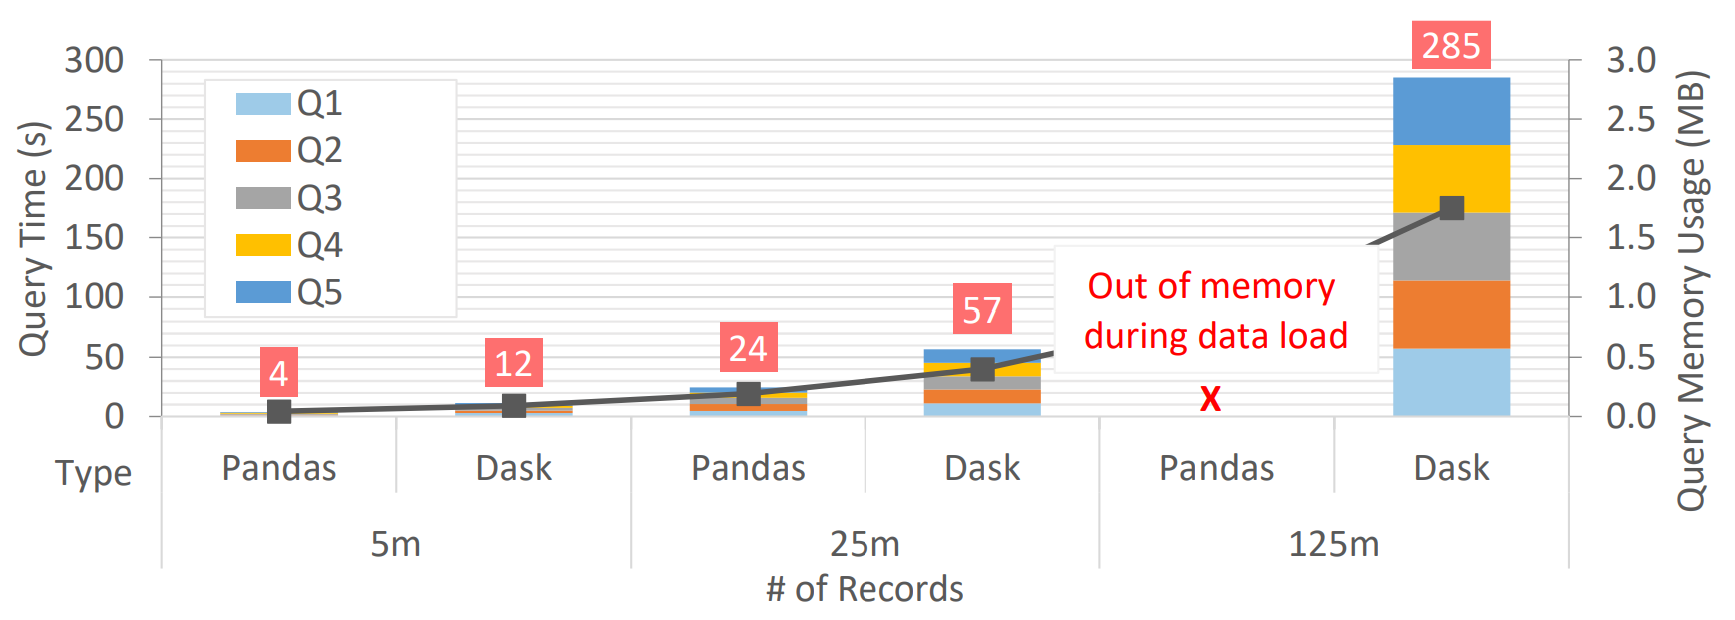 300
250
200
150
100
50
0
Query Time (s)
Q1
Q2
Q3
Q4
Q5
4
12
24
57
285
Out of memory
during data load
X
3.0
2.5
2.0
1.5
1.0
0.5
0.0
Query Memory Usage (MB)
Type
Pandas
Dask
Pandas
Dask
Pandas
Dask
5m
25m
125m
# of Records